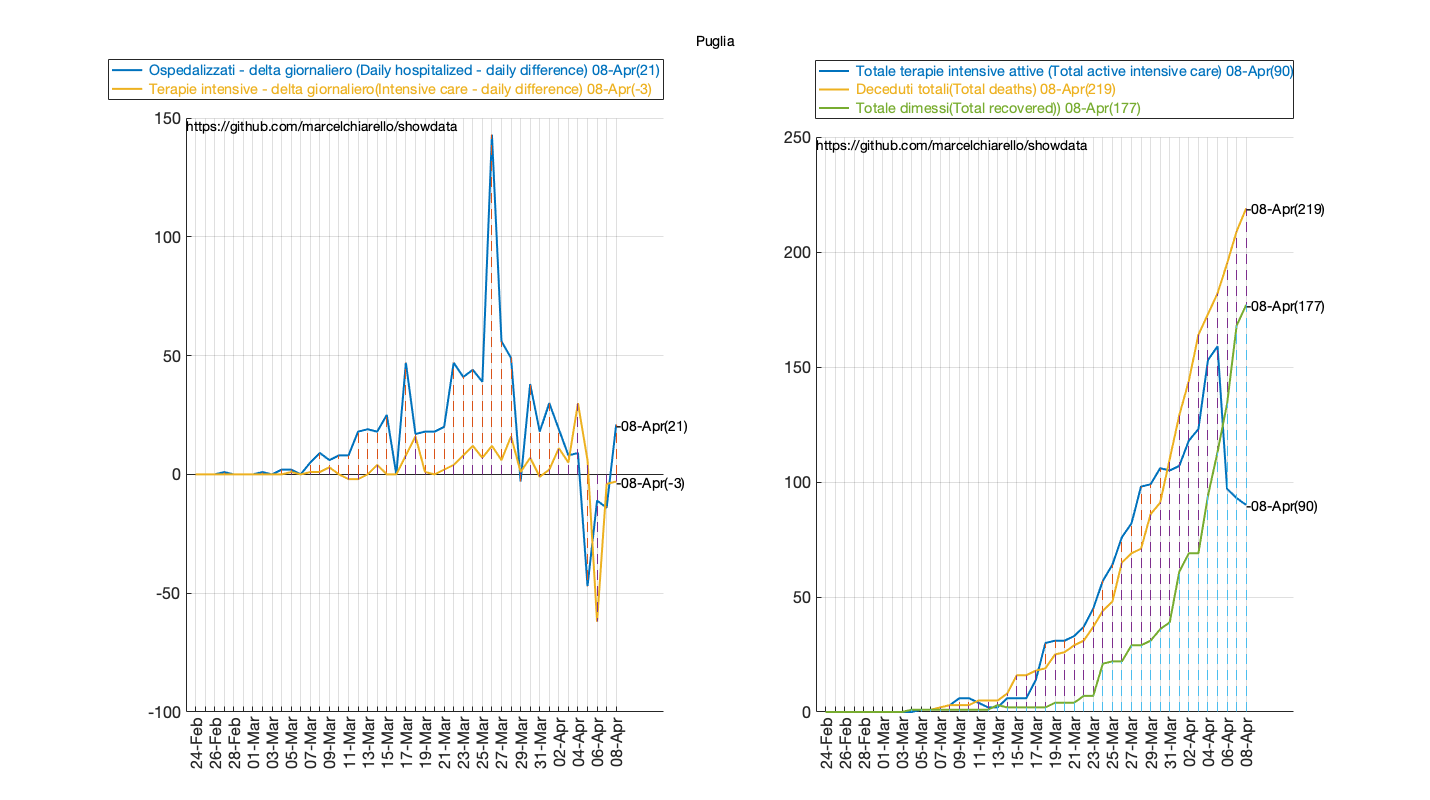 Puglia
Ospedalizzati - delta giornaliero (Daily hospitalized - daily difference) 08-Apr(21)
Terapie intensive - delta giornaliero(Intensive care - daily difference) 08-Apr(-3)
150
https://github.com/marcelchiarello/showdata
100
50
0
-50
-100
-08-Apr(21)
-08-Apr(-3)
24-Feb
26-Feb
28-Feb
01-Mar
03-Mar
05-Mar
07-Mar
09-Mar
11-Mar
13-Mar
15-Mar
17-Mar
19-Mar
21-Mar
23-Mar
25-Mar
27-Mar
29-Mar
31-Mar
02-Apr
04-Apr
06-Apr
08-Apr
Totale terapie intensive attive (Total active intensive care) 08-Apr(90)
Deceduti totali(Total deaths) 08-Apr(219)
Totale dimessi(Total recovered)) 08-Apr(177)
250
https://github.com/marcelchiarello/showdata
200
150
100
50
0
-08-Apr(219)
-08-Apr(177)
-08-Apr(90)
24-Feb
26-Feb
28-Feb
01-Mar
03-Mar
05-Mar
07-Mar
09-Mar
11-Mar
13-Mar
15-Mar
17-Mar
19-Mar
21-Mar
23-Mar
25-Mar
27-Mar
29-Mar
31-Mar
02-Apr
04-Apr
06-Apr
08-Apr